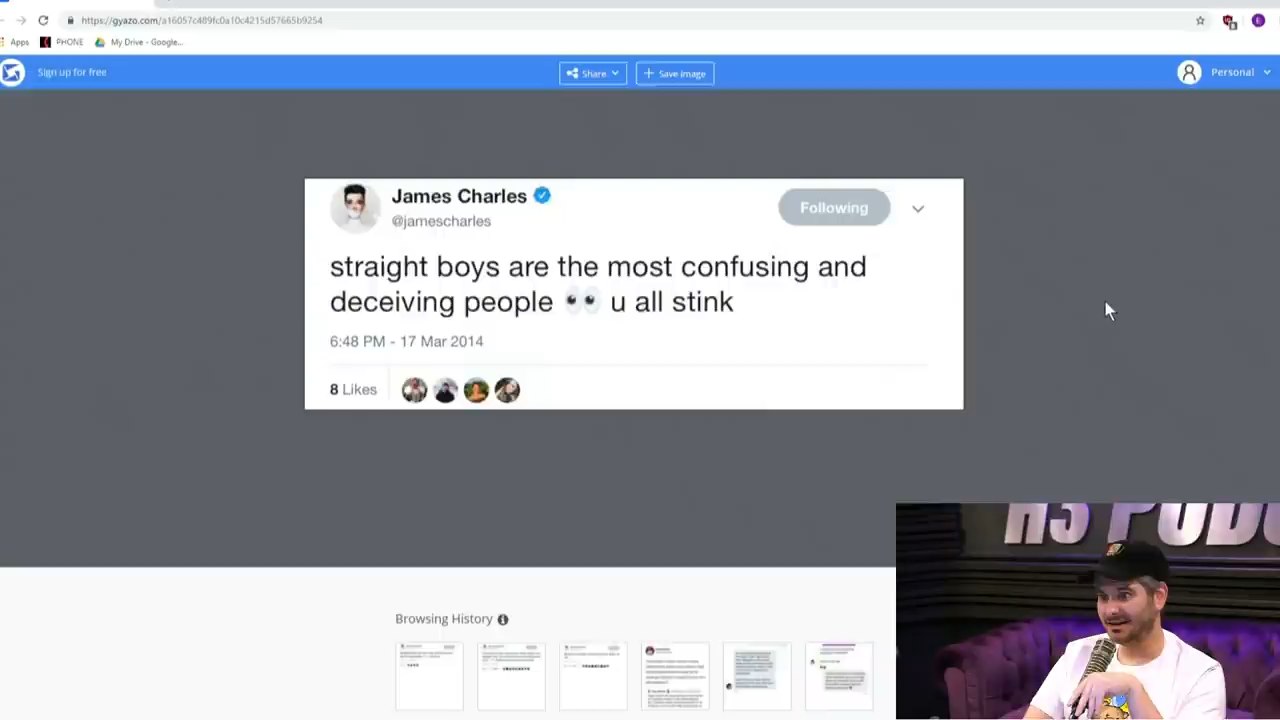 https://gyazo.com/a16057c489fc0a10c4215d57665b9254
Apps PHONE My Drive - Google...
Sign up for free Share Save image Personal
James Charles
@jamescharles
Following
straight boys are the most confusing and
deceiving people 👀 u all stink
6:48 PM - 17 Mar 2014
8 Likes
Browsing History
H3 PODC